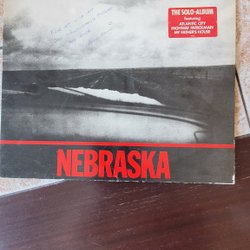 THE SOLO-ALBUM
featuring
ATLANTIC CITY
HIGHWAY PATROLMAN
MY FATHER'S HOUSE
NEBRASKA